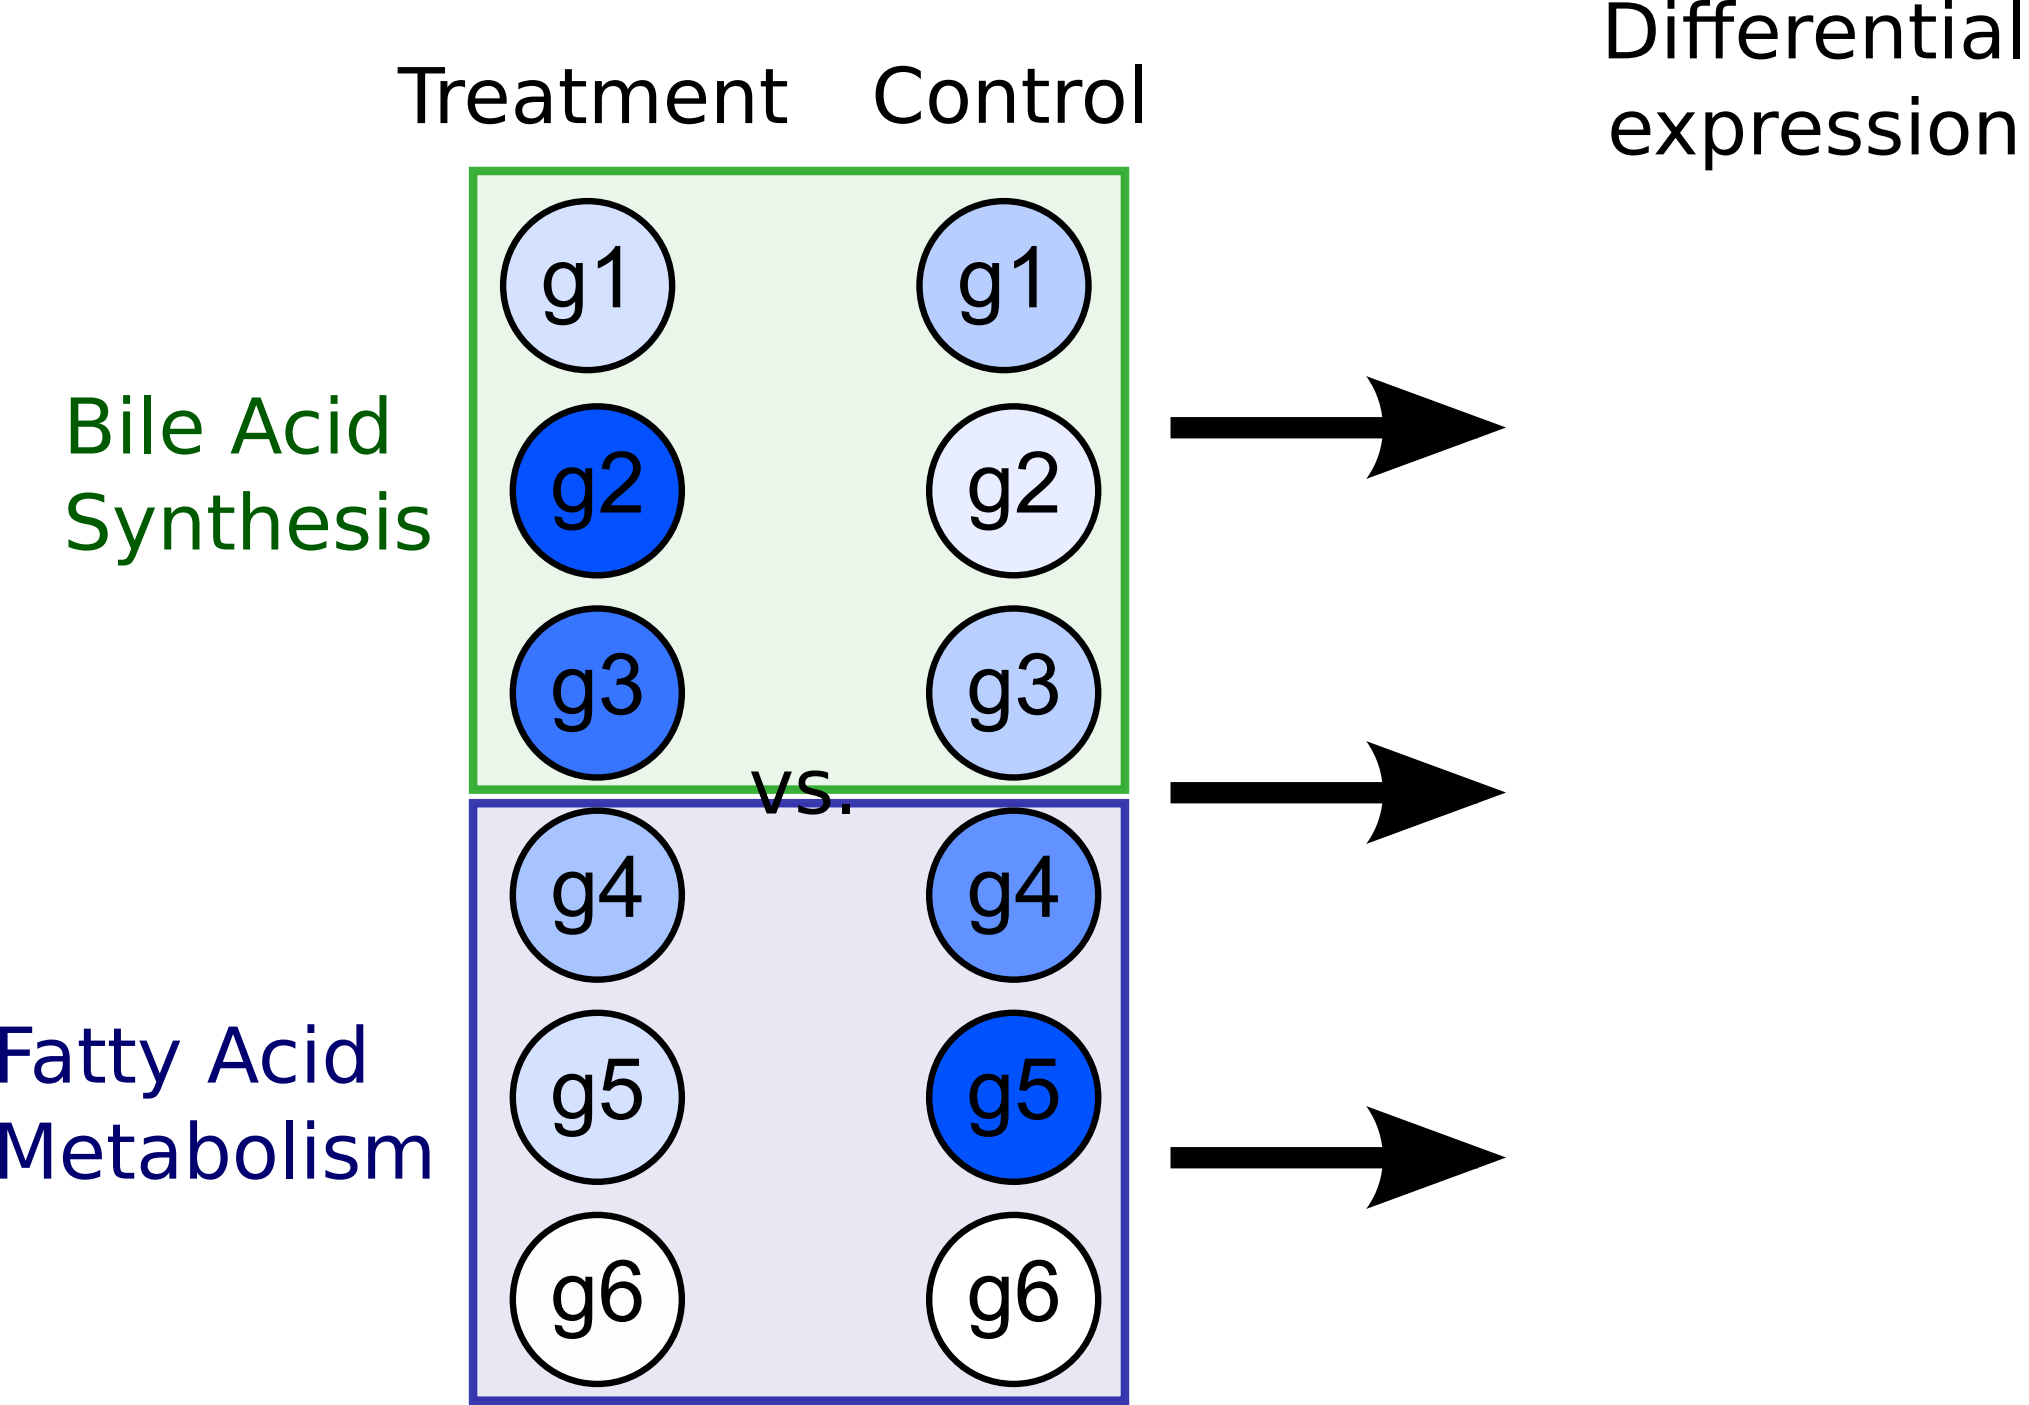 Differential
expression
Treatment Control
Bile Acid
Synthesis
g1 g1
g2 g2
g3 g3
vs.
Fatty Acid
Metabolism
g4 g4
g5 g5
g6 g6